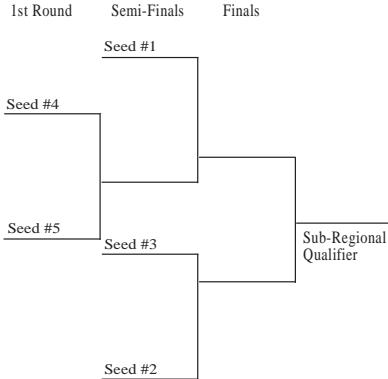 1st Round Semi-Finals Finals
Seed #1
Seed #4
Seed #5
Seed #3
Sub-Regional
Qualifier
Seed #2